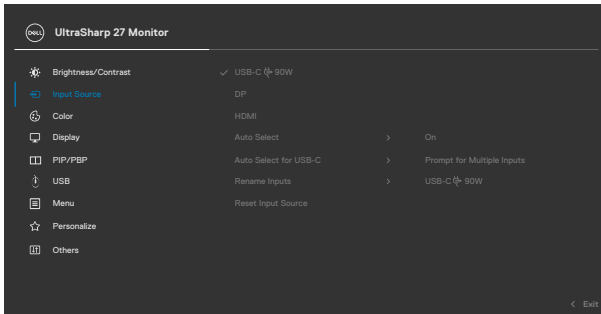 DELL UltraSharp 27 Monitor
Brightness/Contrast USB-C 90W
Input Source DP
Color HDMI
Display Auto Select On
PIP/PBP Auto Select for USB-C Prompt for Multiple Inputs
USB Rename Inputs USB-C 90W
Menu Reset Input Source
Personalize
Others
Exit